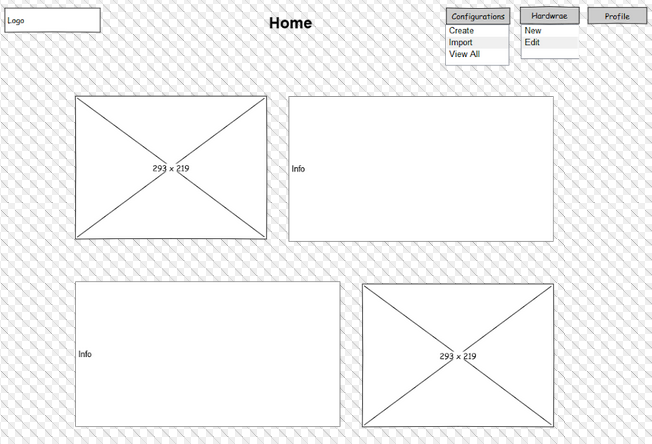 Logo
Home
Configurations
Hardwrae
Profile
Create
Import
View All
New
Edit
293 x 219
Info
Info
293 x 219